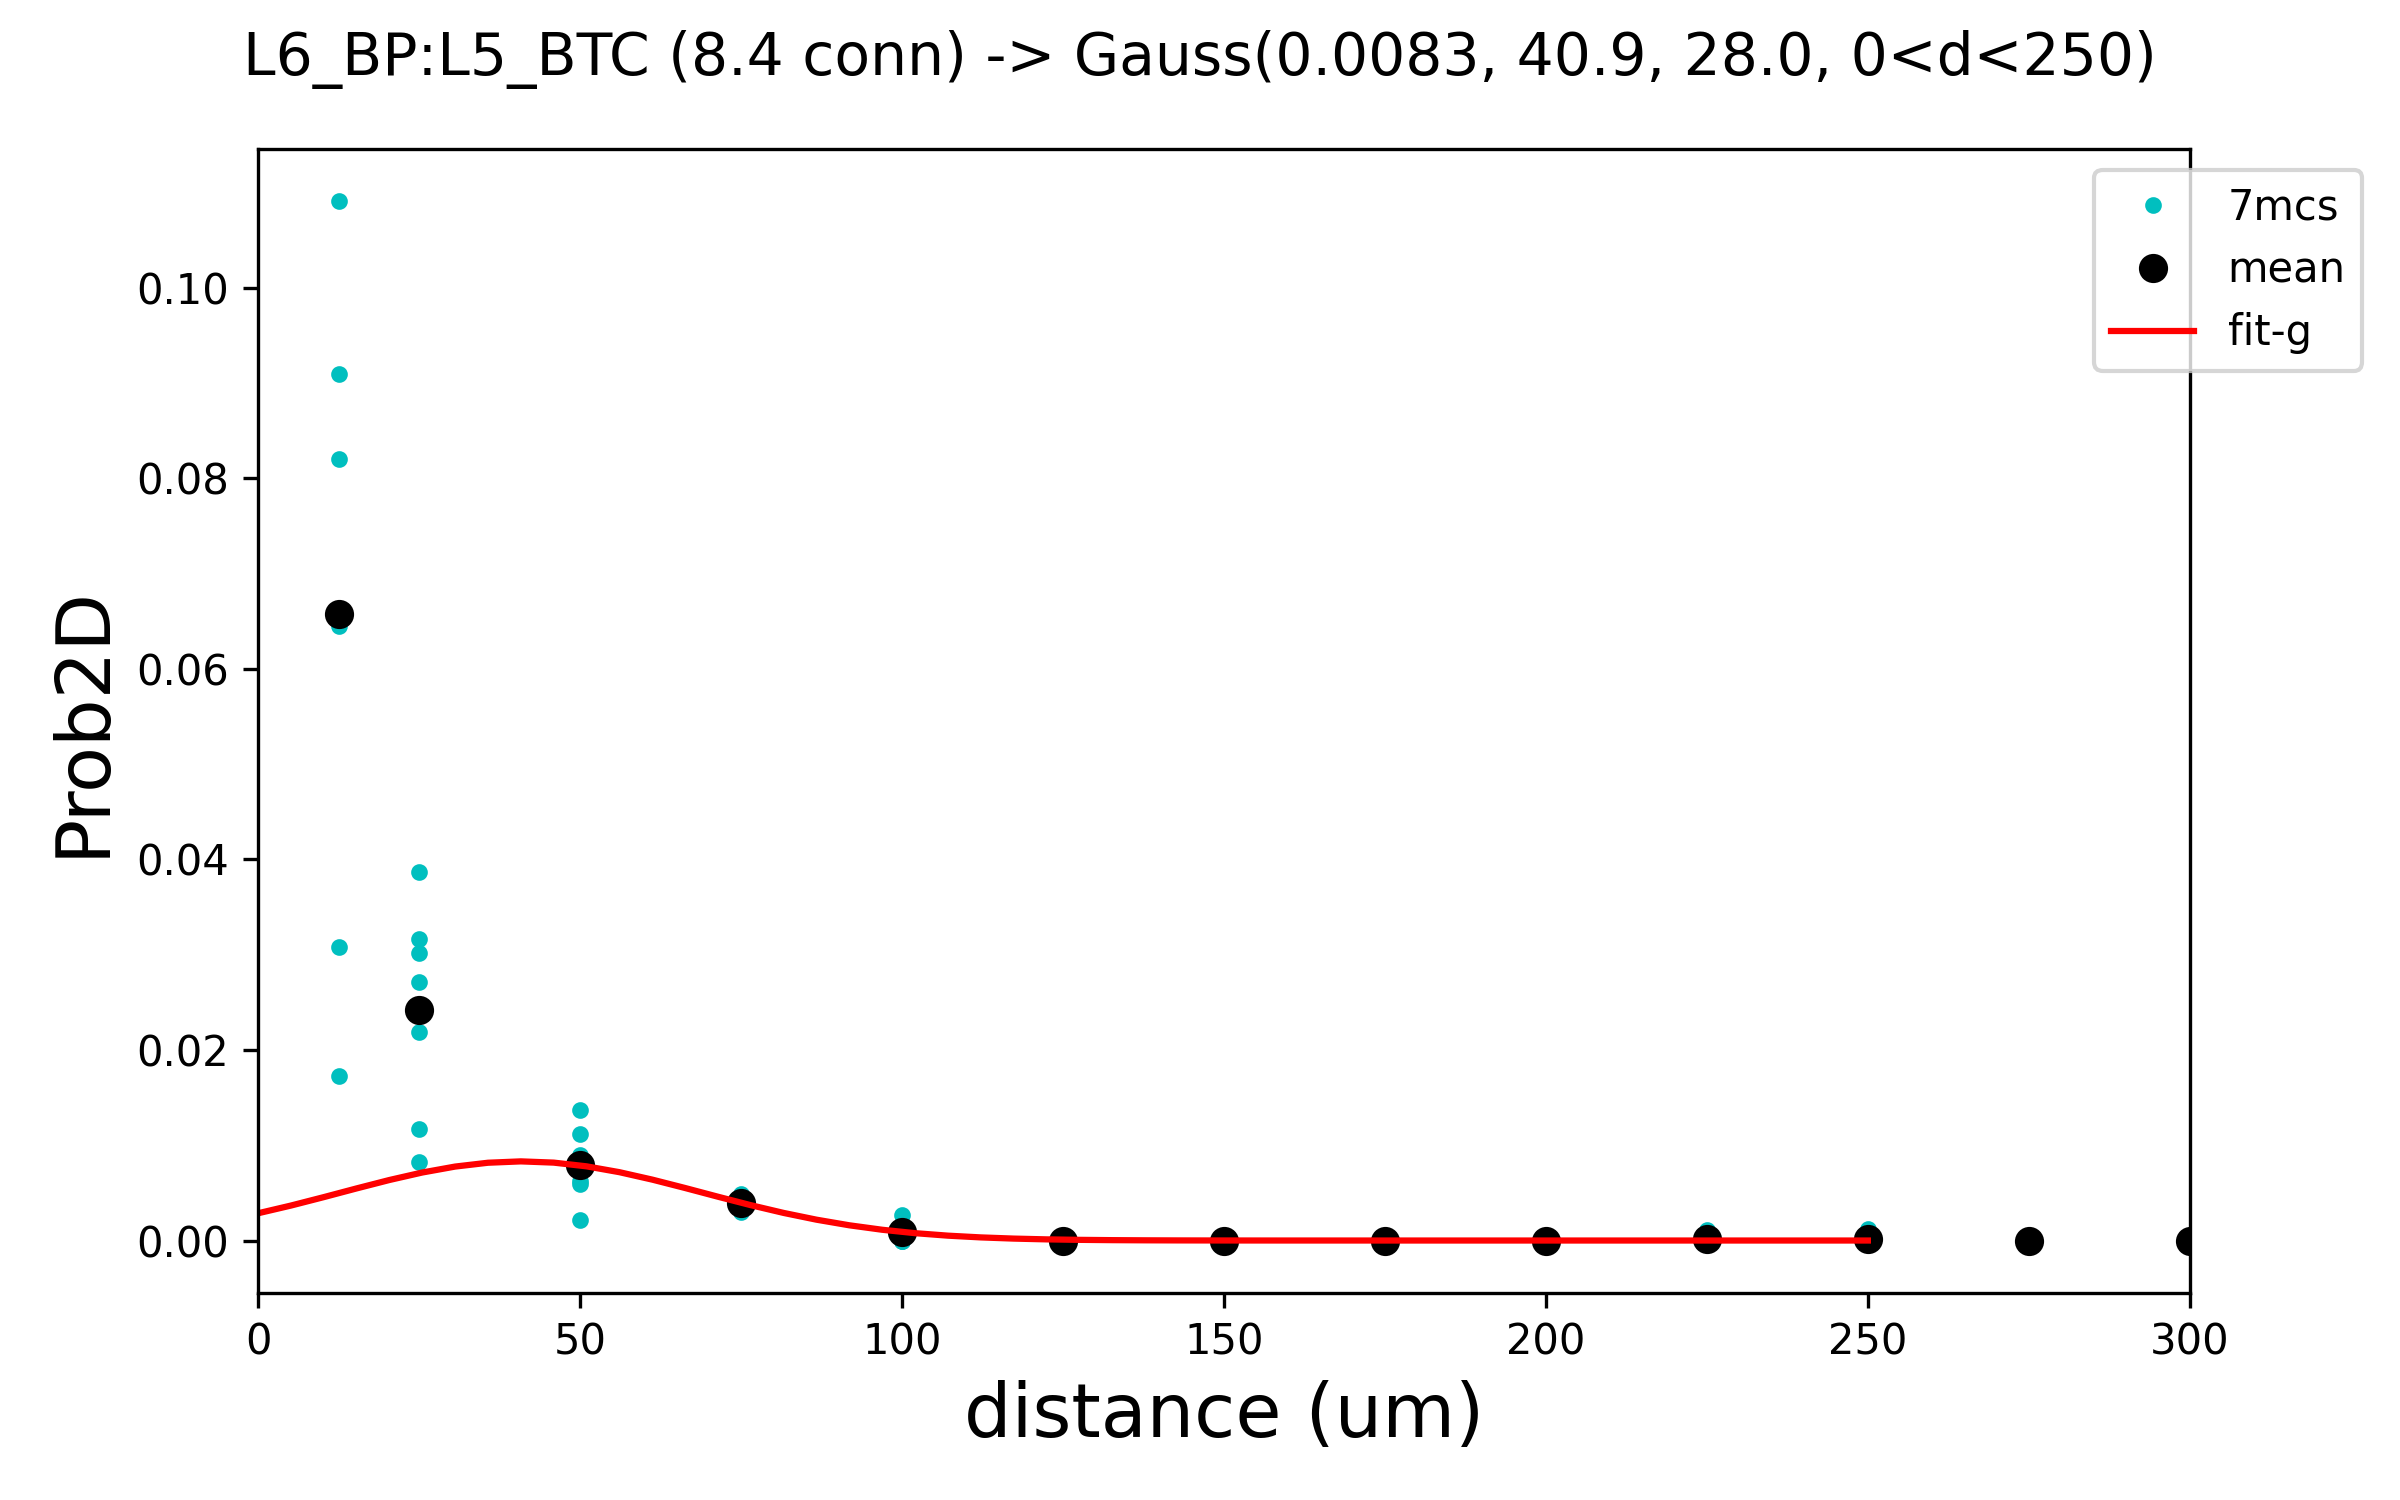 L6_BP:L5_BTC (8.4 conn) -> Gauss(0.0083, 40.9, 28.0, 0<d<250)
7mcs
mean
fit-g
Prob2D
0.10
0.08
0.06
0.04
0.02
0.00
0 50 100 150 200 250 300
distance (um)